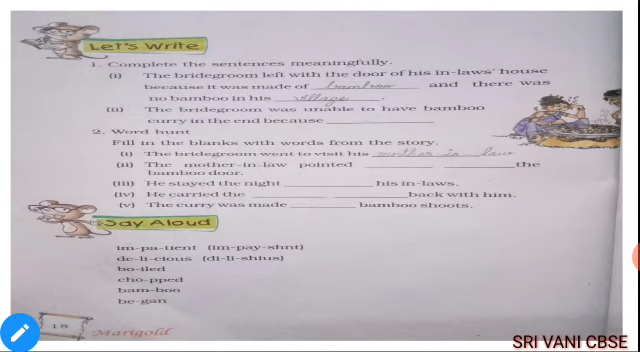 Let's Write
1. Complete the sentences meaningfully.
(i) The bridegroom left with the door of his in-laws' house
because it was made of bamboo and there was
no bamboo in his village.
(ii) The bridegroom was unable to have bamboo
curry in the end because ____________
2. Word hunt
Fill in the blanks with words from the story.
(i) The bridegroom went to visit his mother in law
(ii) The mother-in-law pointed ____________ the
bamboo door.
(iii) He stayed the night ____________ his in-laws.
(iv) He carried the ________ ________ back with him.
(v) The curry was made ________ bamboo shoots.
Say Aloud
im-pa-tient (im-pay-shnt)
de-li-cious (di-li-shius)
bo-iled
cho-pped
bam-boo
be-gan
18
Marigold
SRI VANI CBSE